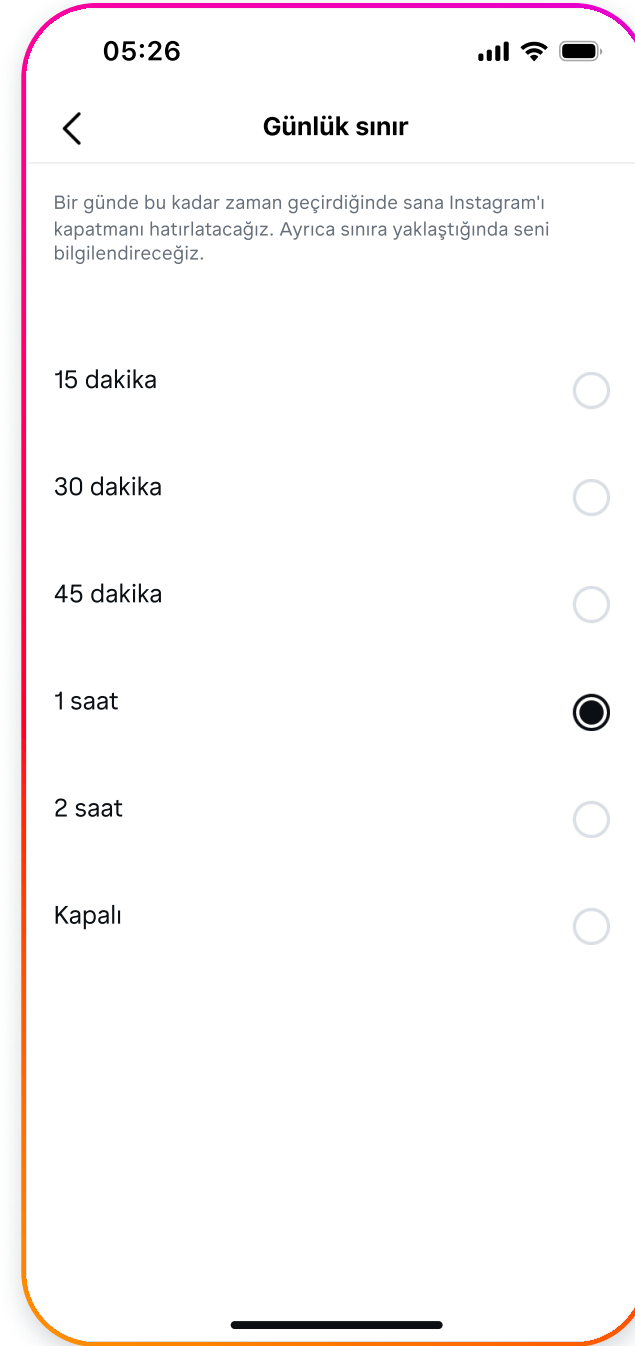 05:26
Günlük sınır
Bir günde bu kadar zaman geçirdiğinde sana Instagram'ı
kapatmanı hatırlatacağız. Ayrıca sınıra yaklaştığında seni
bilgilendireceğiz.
15 dakika
30 dakika
45 dakika
1 saat
2 saat
Kapalı